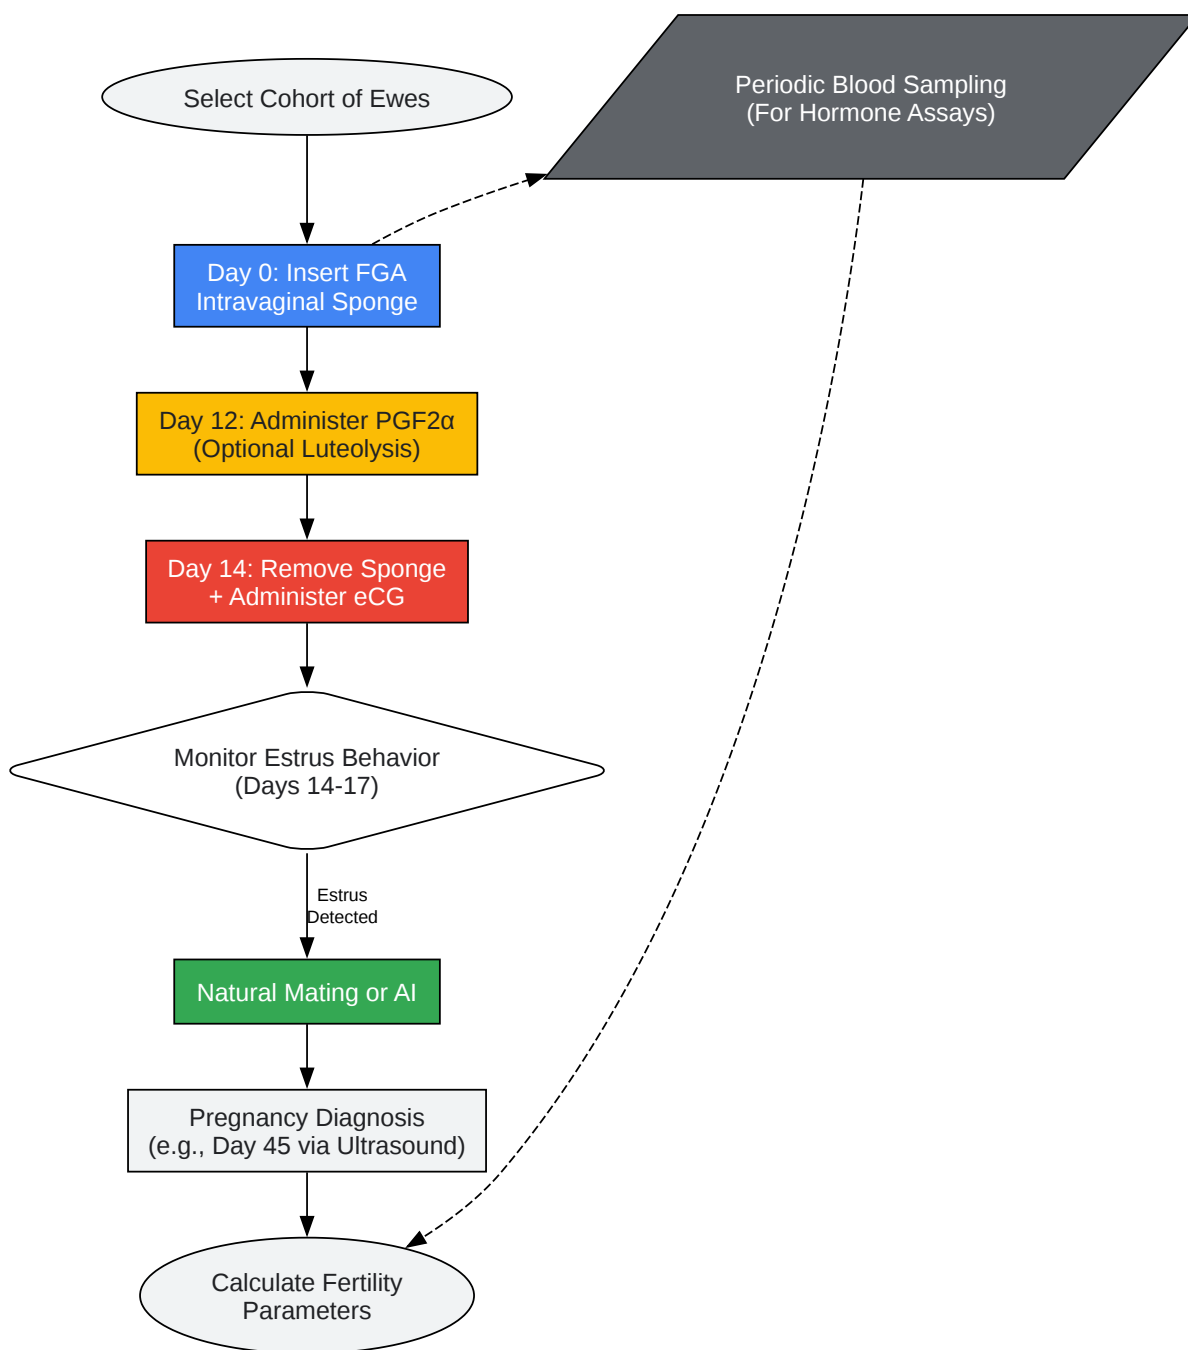 Select Cohort of Ewes
Periodic Blood Sampling
(For Hormone Assays)
Day 0: Insert FGA
Intravaginal Sponge
Day 12: Administer PGF2α
(Optional Luteolysis)
Day 14: Remove Sponge
+ Administer eCG
Monitor Estrus Behavior
(Days 14-17)
Estrus
Detected
Natural Mating or AI
Pregnancy Diagnosis
(e.g., Day 45 via Ultrasound)
Calculate Fertility
Parameters